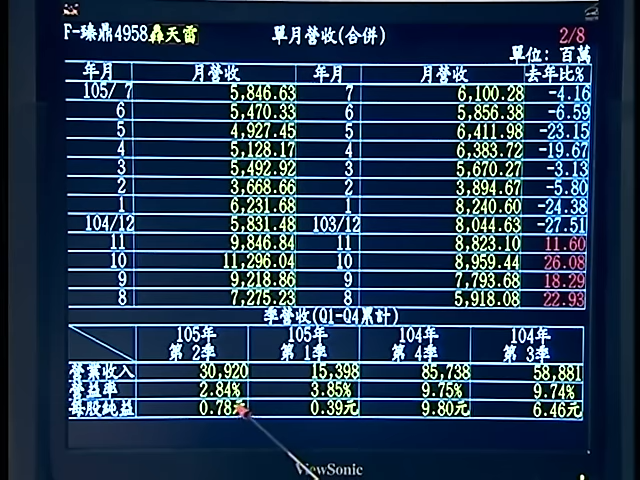 F-臻鼎4958轟天雷 單月營收(合併) 2/8
單位: 百萬
年月 月營收 年月 月營收 去年比%
105/ 7 5,846.63 7 6,100.28 -4.16
6 5,470.33 6 5,856.38 -6.59
5 4,927.45 5 6,411.98 -23.15
4 5,128.17 4 6,383.72 -19.67
3 5,492.92 3 5,670.27 -3.13
2 3,668.66 2 3,894.67 -5.80
1 6,231.68 1 8,240.60 -24.38
104/12 5,831.48 103/12 8,044.63 -27.51
11 9,846.84 11 8,823.10 11.60
10 11,296.04 10 8,959.44 26.08
9 9,218.86 9 7,793.68 18.29
8 7,275.23 8 5,918.08 22.93
季營收(Q1-Q4累計)
105年 105年 104年 104年
第 2季 第 1季 第 4季 第 3季
營業收入 30,920 15,398 85,738 58,881
營益率 2.84% 3.85% 9.75% 9.74%
每股純益 0.78元 0.39元 9.80元 6.46元
ViewSonic